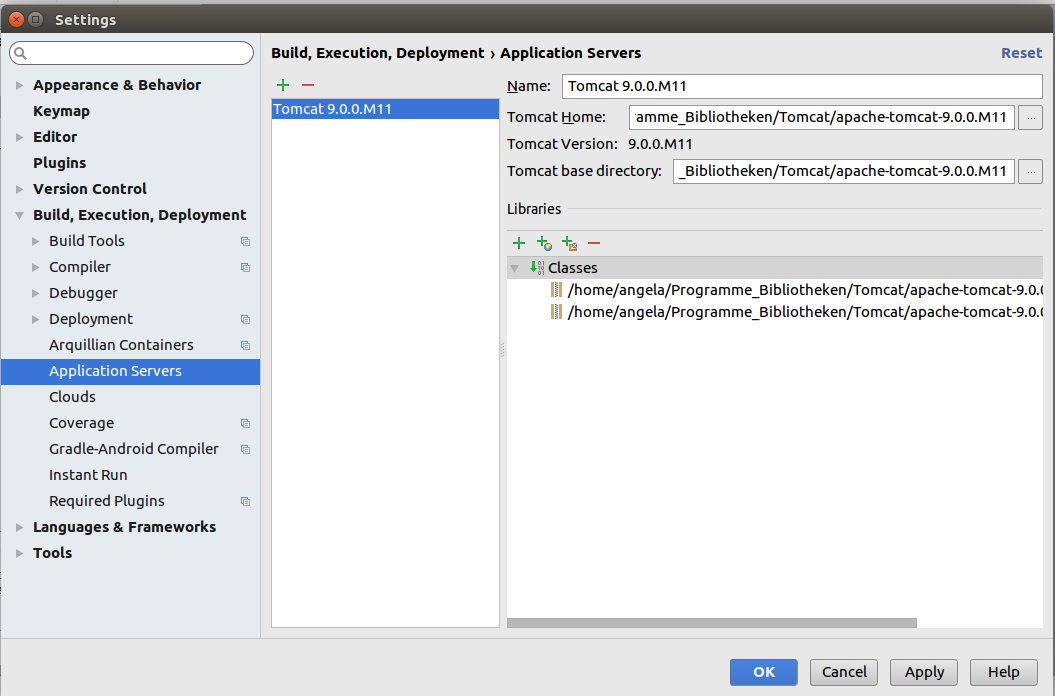 Settings
Build, Execution, Deployment › Application Servers
Reset
Appearance & Behavior
Keymap
Editor
Plugins
Version Control
Build, Execution, Deployment
Build Tools
Compiler
Debugger
Deployment
Arquillian Containers
Application Servers
Clouds
Coverage
Gradle-Android Compiler
Instant Run
Required Plugins
Languages & Frameworks
Tools
Tomcat 9.0.0.M11
Name: Tomcat 9.0.0.M11
Tomcat Home: amme_Bibliotheken/Tomcat/apache-tomcat-9.0.0.M11 ...
Tomcat Version: 9.0.0.M11
Tomcat base directory: _Bibliotheken/Tomcat/apache-tomcat-9.0.0.M11 ...
Libraries
Classes
/home/angela/Programme_Bibliotheken/Tomcat/apache-tomcat-9.0.0
/home/angela/Programme_Bibliotheken/Tomcat/apache-tomcat-9.0.0
OK
Cancel
Apply
Help